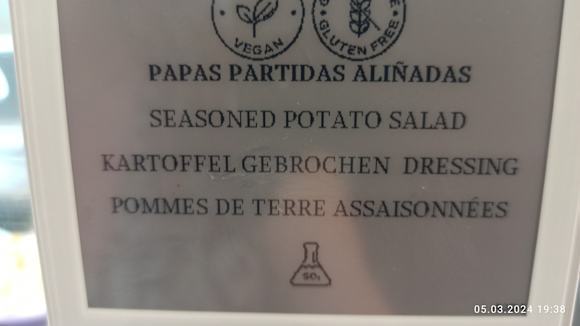 VEGAN
GLUTEN FREE
PAPAS PARTIDAS ALIÑADAS
SEASONED POTATO SALAD
KARTOFFEL GEBROCHEN DRESSING
POMMES DE TERRE ASSAISONNÉES
SO₂
05.03.2024 19:38